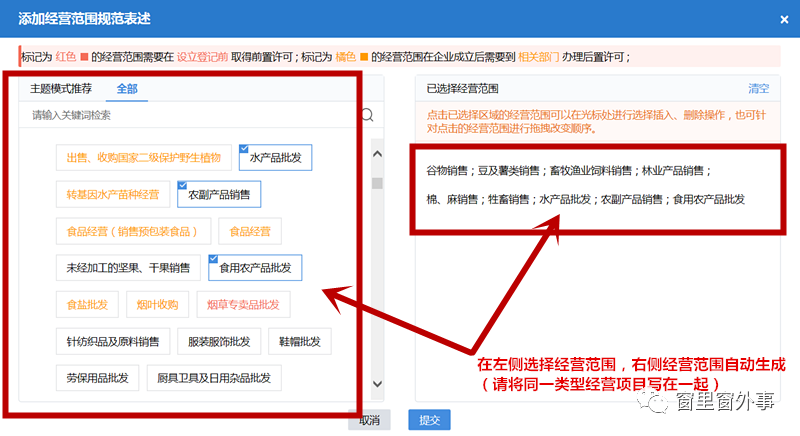 添加经营范围规范表述
×
标记为 红色 的经营范围需要在 设立登记前 取得前置许可；标记为 橘色 的经营范围在企业成立后需要到 相关部门 办理后置许可；
主题模式推荐 全部
请输入关键词检索
出售、收购国家二级保护野生植物 水产品批发
转基因水产苗种经营 农副产品销售
食品经营（销售预包装食品） 食品经营
未经加工的坚果、干果销售 食用农产品批发
食盐批发 烟叶收购 烟草专卖品批发
针纺织品及原料销售 服装服饰批发 鞋帽批发
劳保用品批发 厨具卫具及日用杂品批发
已选择经营范围 清空
点击已选择区域的经营范围可以在光标处进行选择插入、删除操作，也可针
对点击的经营范围进行拖拽改变顺序。
谷物销售；豆及薯类销售；畜牧渔业饲料销售；林业产品销售；
棉、麻销售；牲畜销售；水产品批发；农副产品销售；食用农产品批发
在左侧选择经营范围，右侧经营范围自动生成
（请将同一类型经营项目写在一起）
窗里窗外事
取消 提交